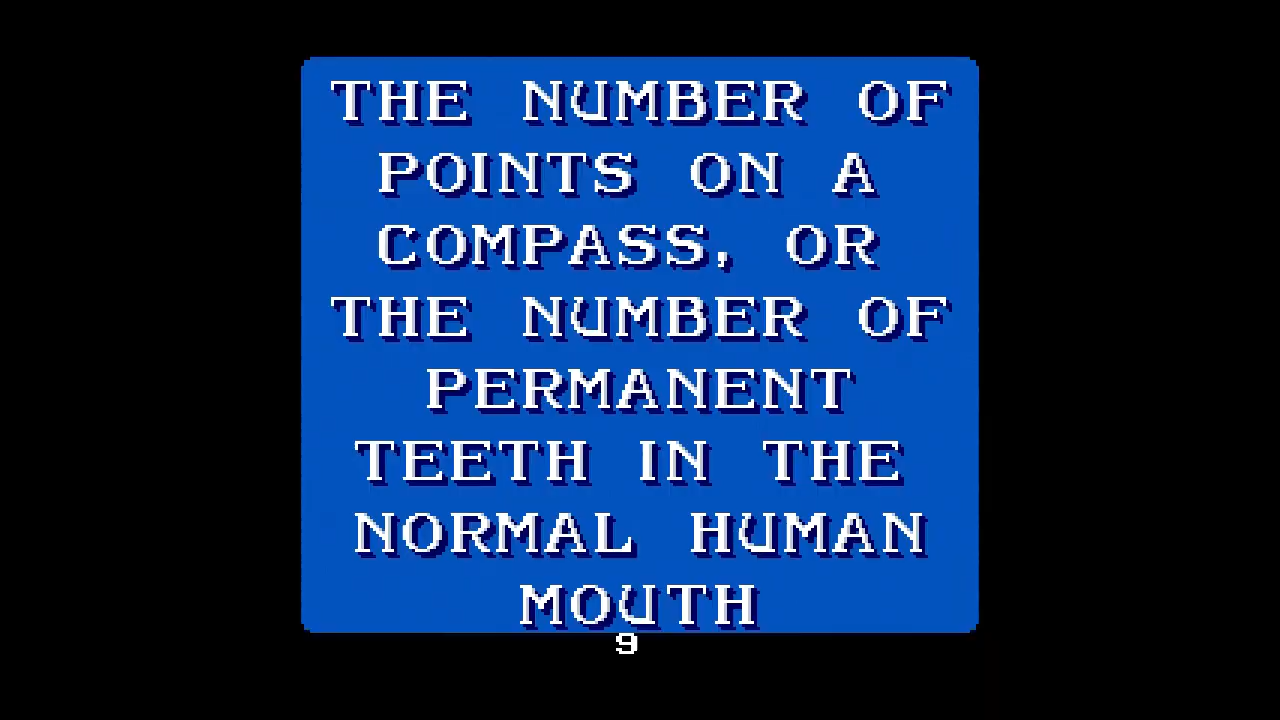 THE NUMBER OF
POINTS ON A
COMPASS, OR
THE NUMBER OF
PERMANENT
TEETH IN THE
NORMAL HUMAN
MOUTH
9